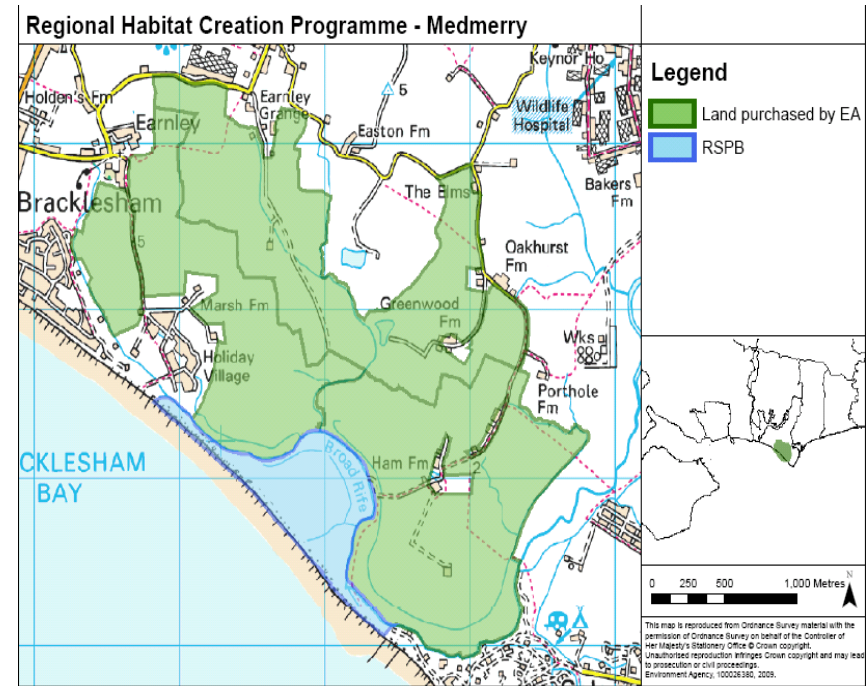 Regional Habitat Creation Programme - Medmerry
Keynor Ho
Holden's Fm
5
Earnley
Grange
Earnley
Easton Fm
Wildlife
Hospital
The Elms
Bakers
Fm
Bracklesham
5
Oakhurst
Fm
Marsh Fm
Greenwood
Fm
Wks
Holiday
Village
Porthole
Fm
CKLESHAM
BAY
Broad Rife
Ham Fm
2
Legend
Land purchased by EA
RSPB
0 250 500 1,000 Metres
N
This map is reproduced from Ordnance Survey material with the
permission of Ordnance Survey on behalf of the Controller of
Her Majesty's Stationery Office © Crown copyright.
Unauthorised reproduction infringes Crown copyright and may lead
to prosecution or civil proceedings.
Environment Agency, 100026380, 2009.